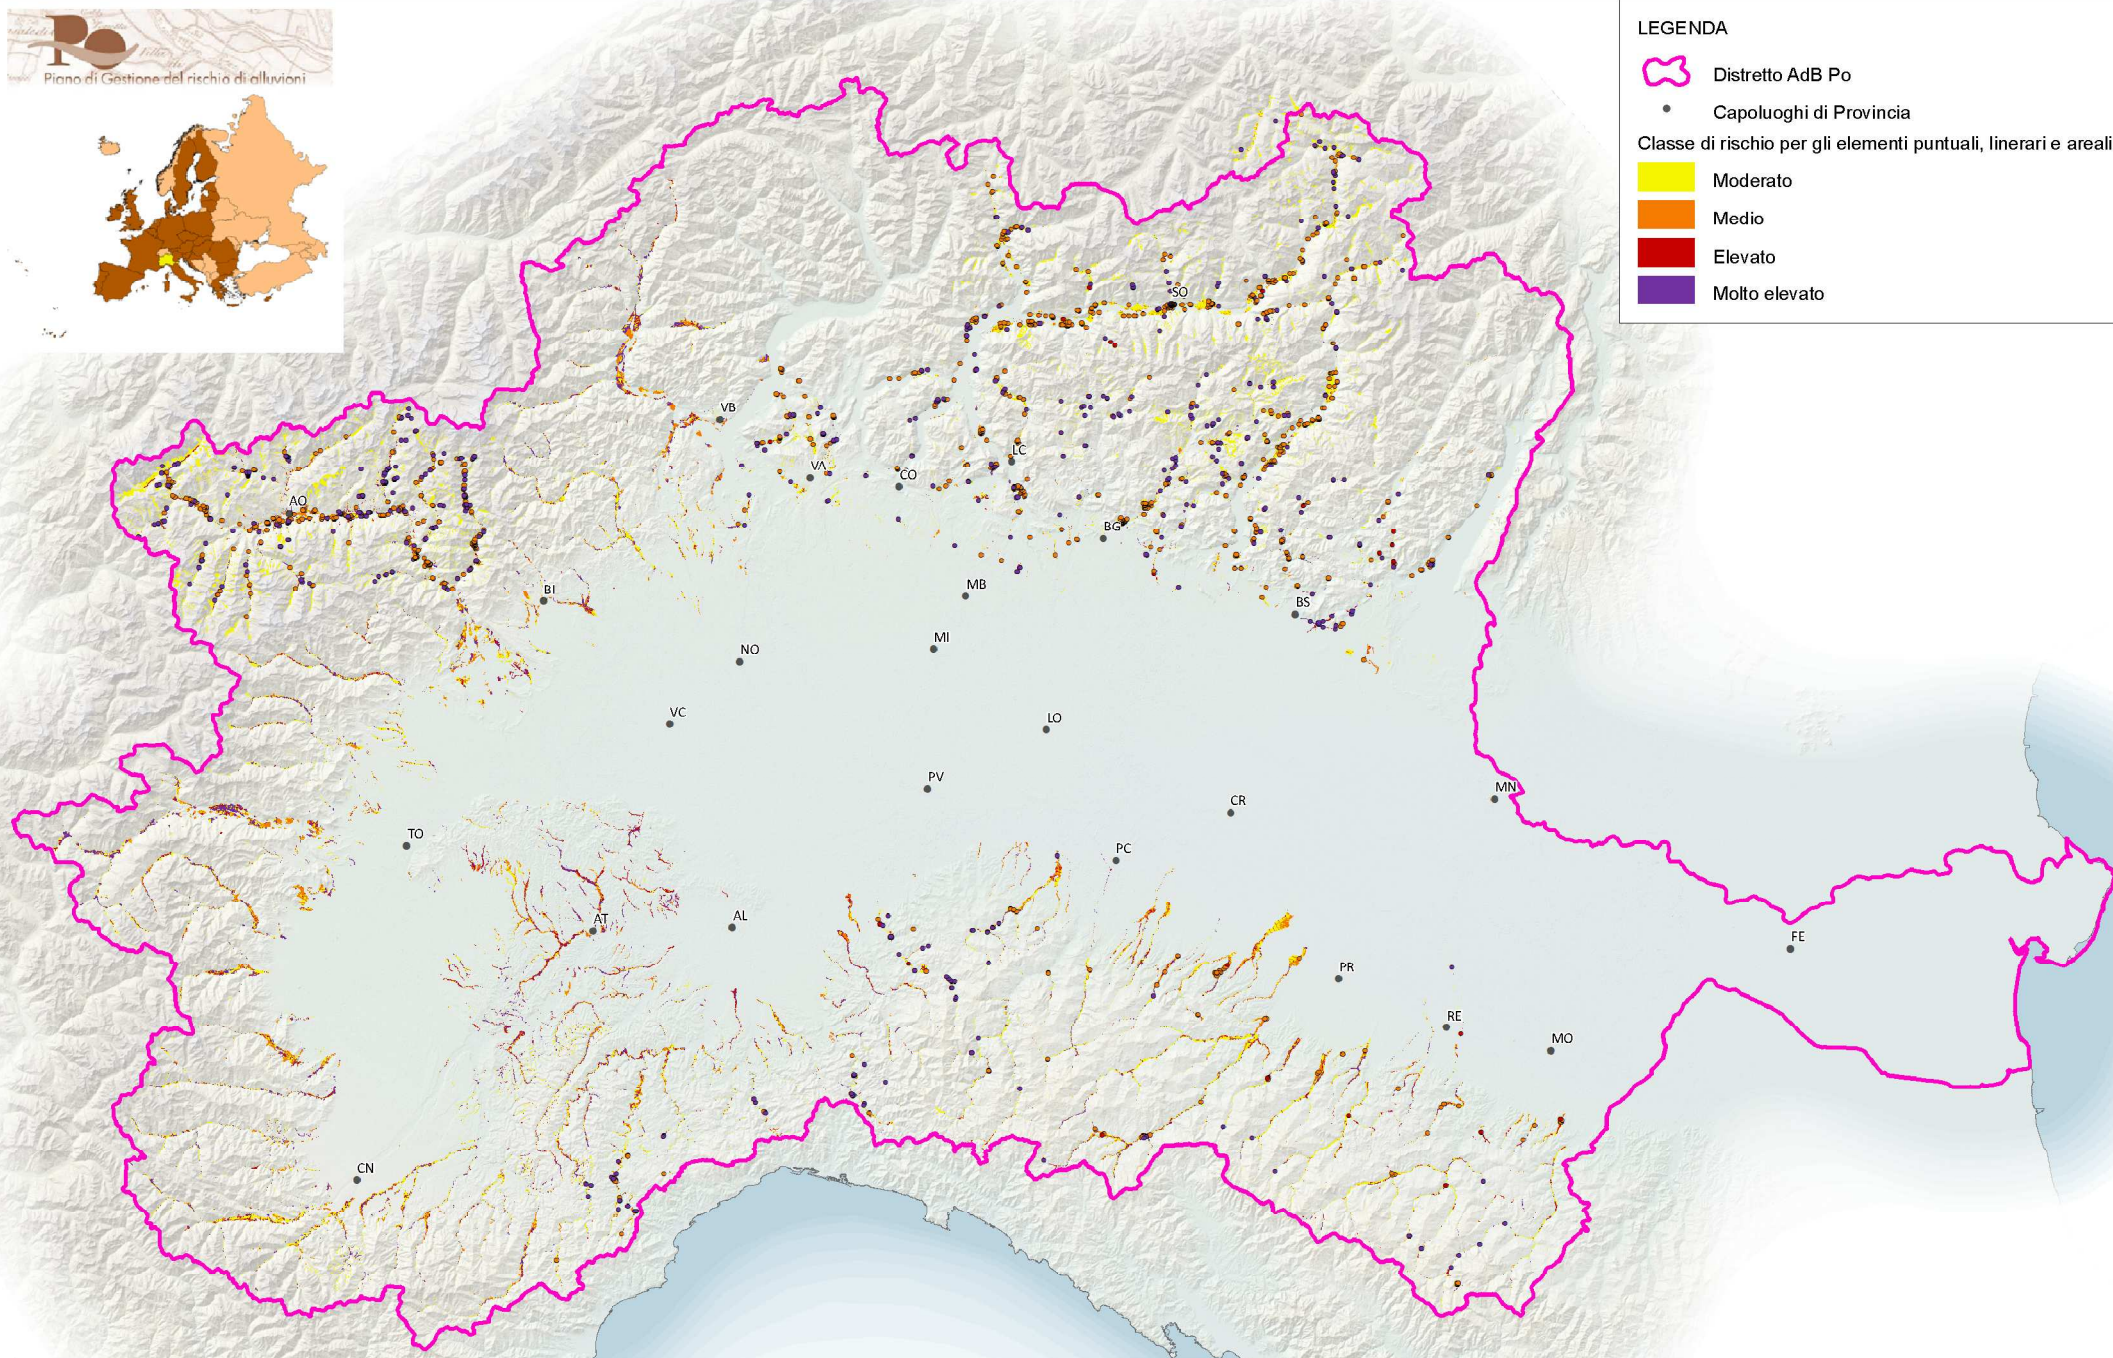 PO
Piano di Gestione del rischio di alluvioni
LEGENDA
Distretto AdB Po
Capoluoghi di Provincia
Classe di rischio per gli elementi puntuali, linerari e areali
Moderato
Medio
Elevato
Molto elevato
SO
VB
LC
VA
CO
AO
BG
MB
BI
BS
MI
NO
VC
LO
PV
MN
CR
TO
PC
AL
AT
FE
PR
RE
MO
CN